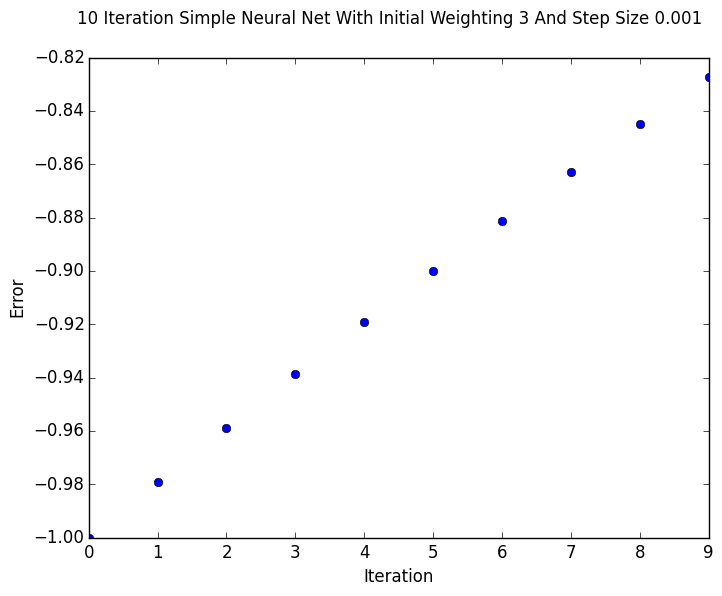 10 Iteration Simple Neural Net With Initial Weighting 3 And Step Size 0.001
−0.82
−0.84
−0.86
−0.88
−0.90
−0.92
−0.94
−0.96
−0.98
−1.00
Error
0 1 2 3 4 5 6 7 8 9
Iteration